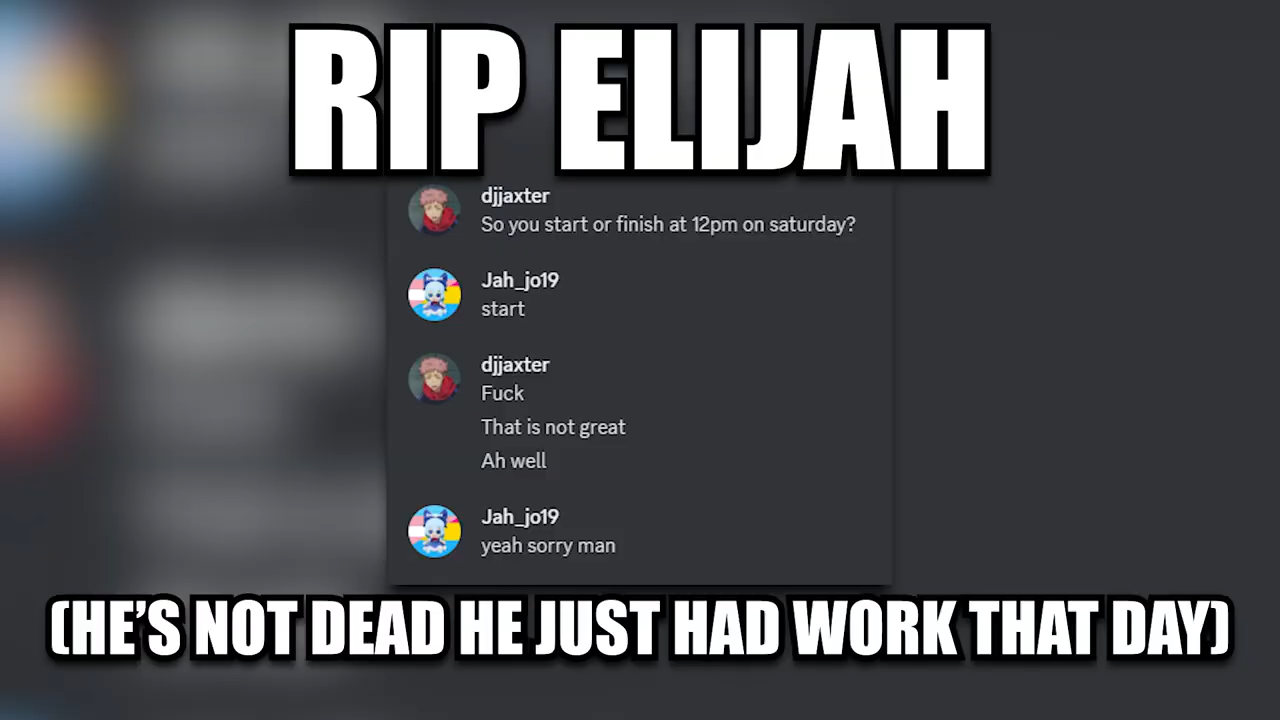 RIP ELIJAH
djjaxter
So you start or finish at 12pm on saturday?
Jah_jo19
start
djjaxter
Fuck
That is not great
Ah well
Jah_jo19
yeah sorry man
(HE'S NOT DEAD HE JUST HAD WORK THAT DAY)